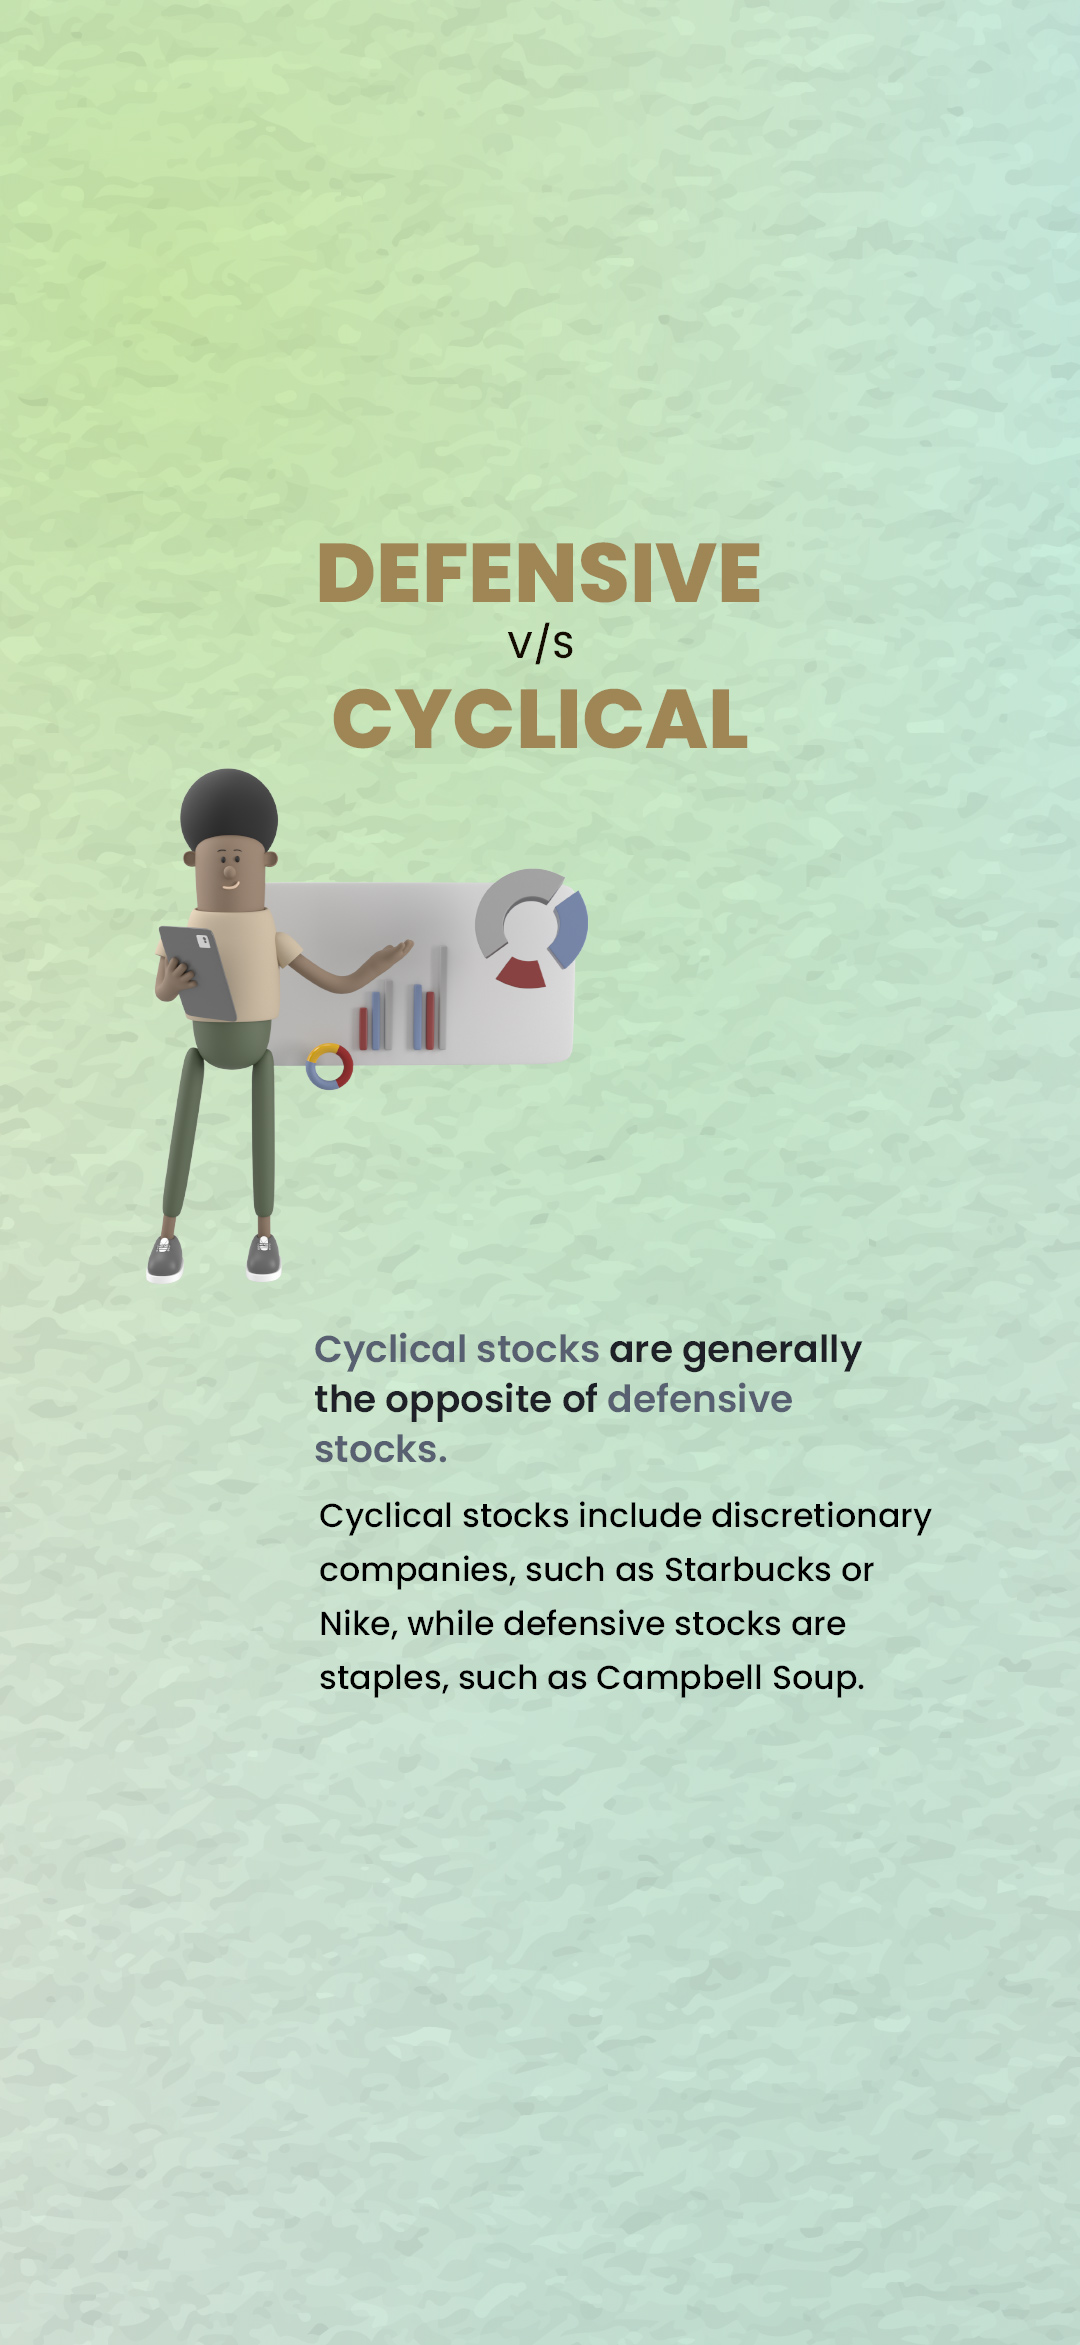 DEFENSIVE
V/S
CYCLICAL
Cyclical stocks are generally
the opposite of defensive
stocks.
Cyclical stocks include discretionary
companies, such as Starbucks or
Nike, while defensive stocks are
staples, such as Campbell Soup.